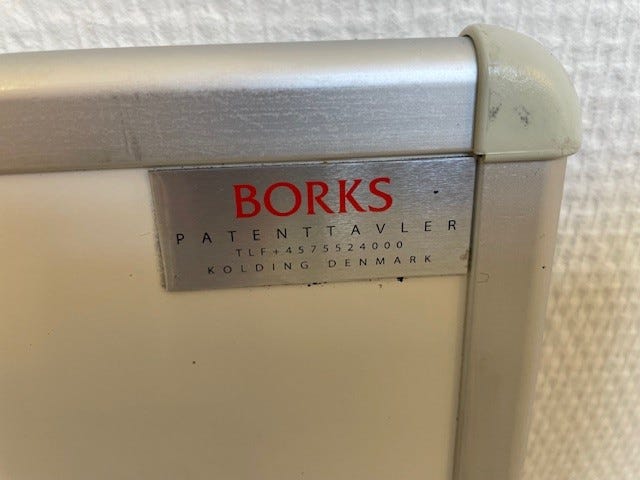 BORKS
PATENTTAVLER
TLF+4575524000
KOLDING DENMARK